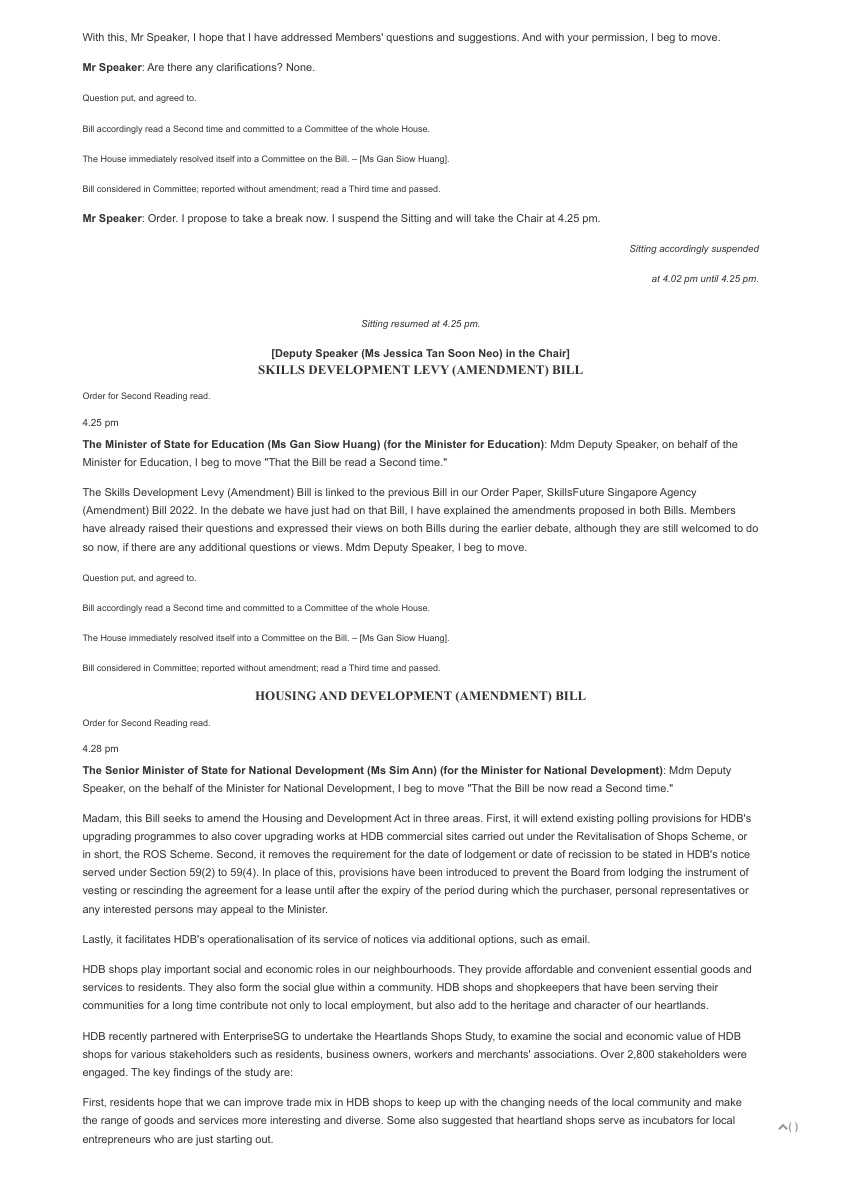 With this, Mr Speaker, I hope that I have addressed Members' questions and suggestions. And with your permission, I beg to move.
Mr Speaker: Are there any clarifications? None.
Question put, and agreed to.
Bill accordingly read a Second time and committed to a Committee of the whole House.
The House immediately resolved itself into a Committee on the Bill. – [Ms Gan Siow Huang].
Bill considered in Committee; reported without amendment; read a Third time and passed.
Mr Speaker: Order. I propose to take a break now. I suspend the Sitting and will take the Chair at 4.25 pm.
Sitting accordingly suspended
at 4.02 pm until 4.25 pm.
Sitting resumed at 4.25 pm.
[Deputy Speaker (Ms Jessica Tan Soon Neo) in the Chair]
SKILLS DEVELOPMENT LEVY (AMENDMENT) BILL
Order for Second Reading read.
4.25 pm
The Minister of State for Education (Ms Gan Siow Huang) (for the Minister for Education): Mdm Deputy Speaker, on behalf of the
Minister for Education, I beg to move "That the Bill be read a Second time."
The Skills Development Levy (Amendment) Bill is linked to the previous Bill in our Order Paper, SkillsFuture Singapore Agency
(Amendment) Bill 2022. In the debate we have just had on that Bill, I have explained the amendments proposed in both Bills. Members
have already raised their questions and expressed their views on both Bills during the earlier debate, although they are still welcomed to do
so now, if there are any additional questions or views. Mdm Deputy Speaker, I beg to move.
Question put, and agreed to.
Bill accordingly read a Second time and committed to a Committee of the whole House.
The House immediately resolved itself into a Committee on the Bill. – [Ms Gan Siow Huang].
Bill considered in Committee; reported without amendment; read a Third time and passed.
HOUSING AND DEVELOPMENT (AMENDMENT) BILL
Order for Second Reading read.
4.28 pm
The Senior Minister of State for National Development (Ms Sim Ann) (for the Minister for National Development): Mdm Deputy
Speaker, on the behalf of the Minister for National Development, I beg to move "That the Bill be now read a Second time."
Madam, this Bill seeks to amend the Housing and Development Act in three areas. First, it will extend existing polling provisions for HDB's
upgrading programmes to also cover upgrading works at HDB commercial sites carried out under the Revitalisation of Shops Scheme, or
in short, the ROS Scheme. Second, it removes the requirement for the date of lodgement or date of recission to be stated in HDB's notice
served under Section 59(2) to 59(4). In place of this, provisions have been introduced to prevent the Board from lodging the instrument of
vesting or rescinding the agreement for a lease until after the expiry of the period during which the purchaser, personal representatives or
any interested persons may appeal to the Minister.
Lastly, it facilitates HDB's operationalisation of its service of notices via additional options, such as email.
HDB shops play important social and economic roles in our neighbourhoods. They provide affordable and convenient essential goods and
services to residents. They also form the social glue within a community. HDB shops and shopkeepers that have been serving their
communities for a long time contribute not only to local employment, but also add to the heritage and character of our heartlands.
HDB recently partnered with EnterpriseSG to undertake the Heartlands Shops Study, to examine the social and economic value of HDB
shops for various stakeholders such as residents, business owners, workers and merchants' associations. Over 2,800 stakeholders were
engaged. The key findings of the study are:
First, residents hope that we can improve trade mix in HDB shops to keep up with the changing needs of the local community and make
the range of goods and services more interesting and diverse. Some also suggested that heartland shops serve as incubators for local
entrepreneurs who are just starting out.
( )